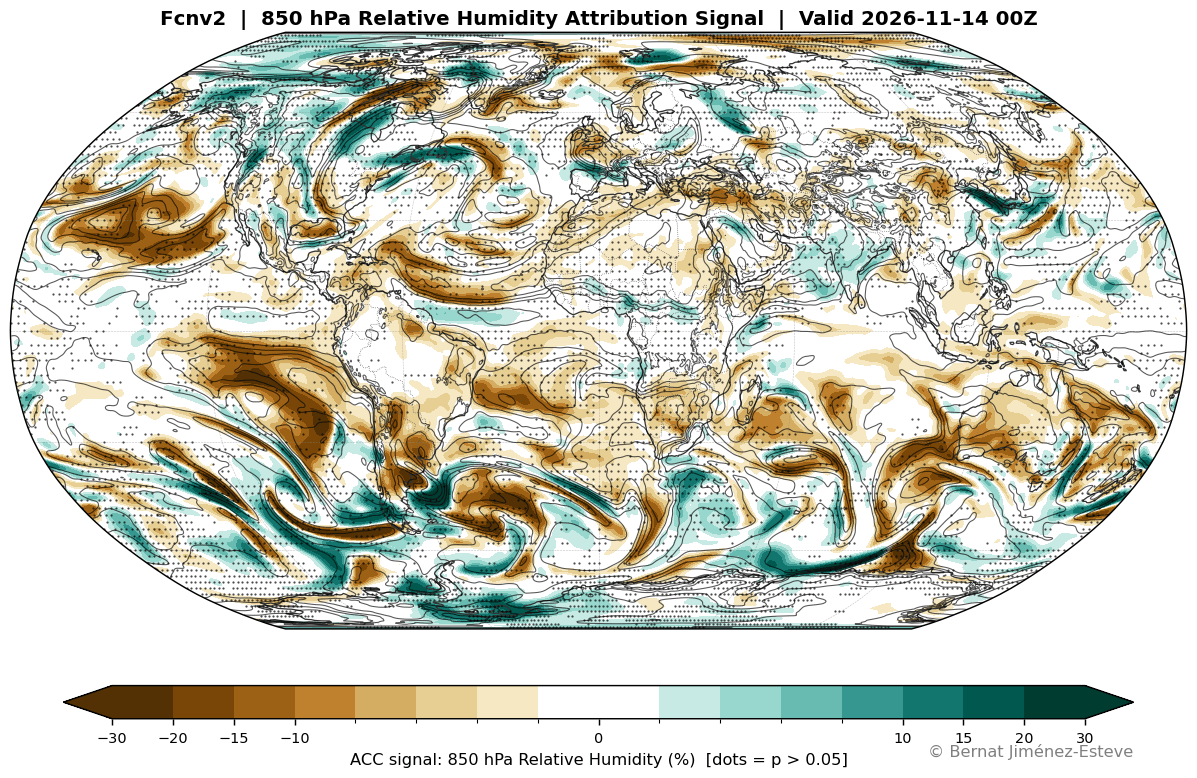 Fcnv2 | 850 hPa Relative Humidity Attribution Signal | Valid 2026-11-14 00Z
−30 −20 −15 −10 0 10 15 20 30
ACC signal: 850 hPa Relative Humidity (%) [dots = p > 0.05]
© Bernat Jiménez-Esteve